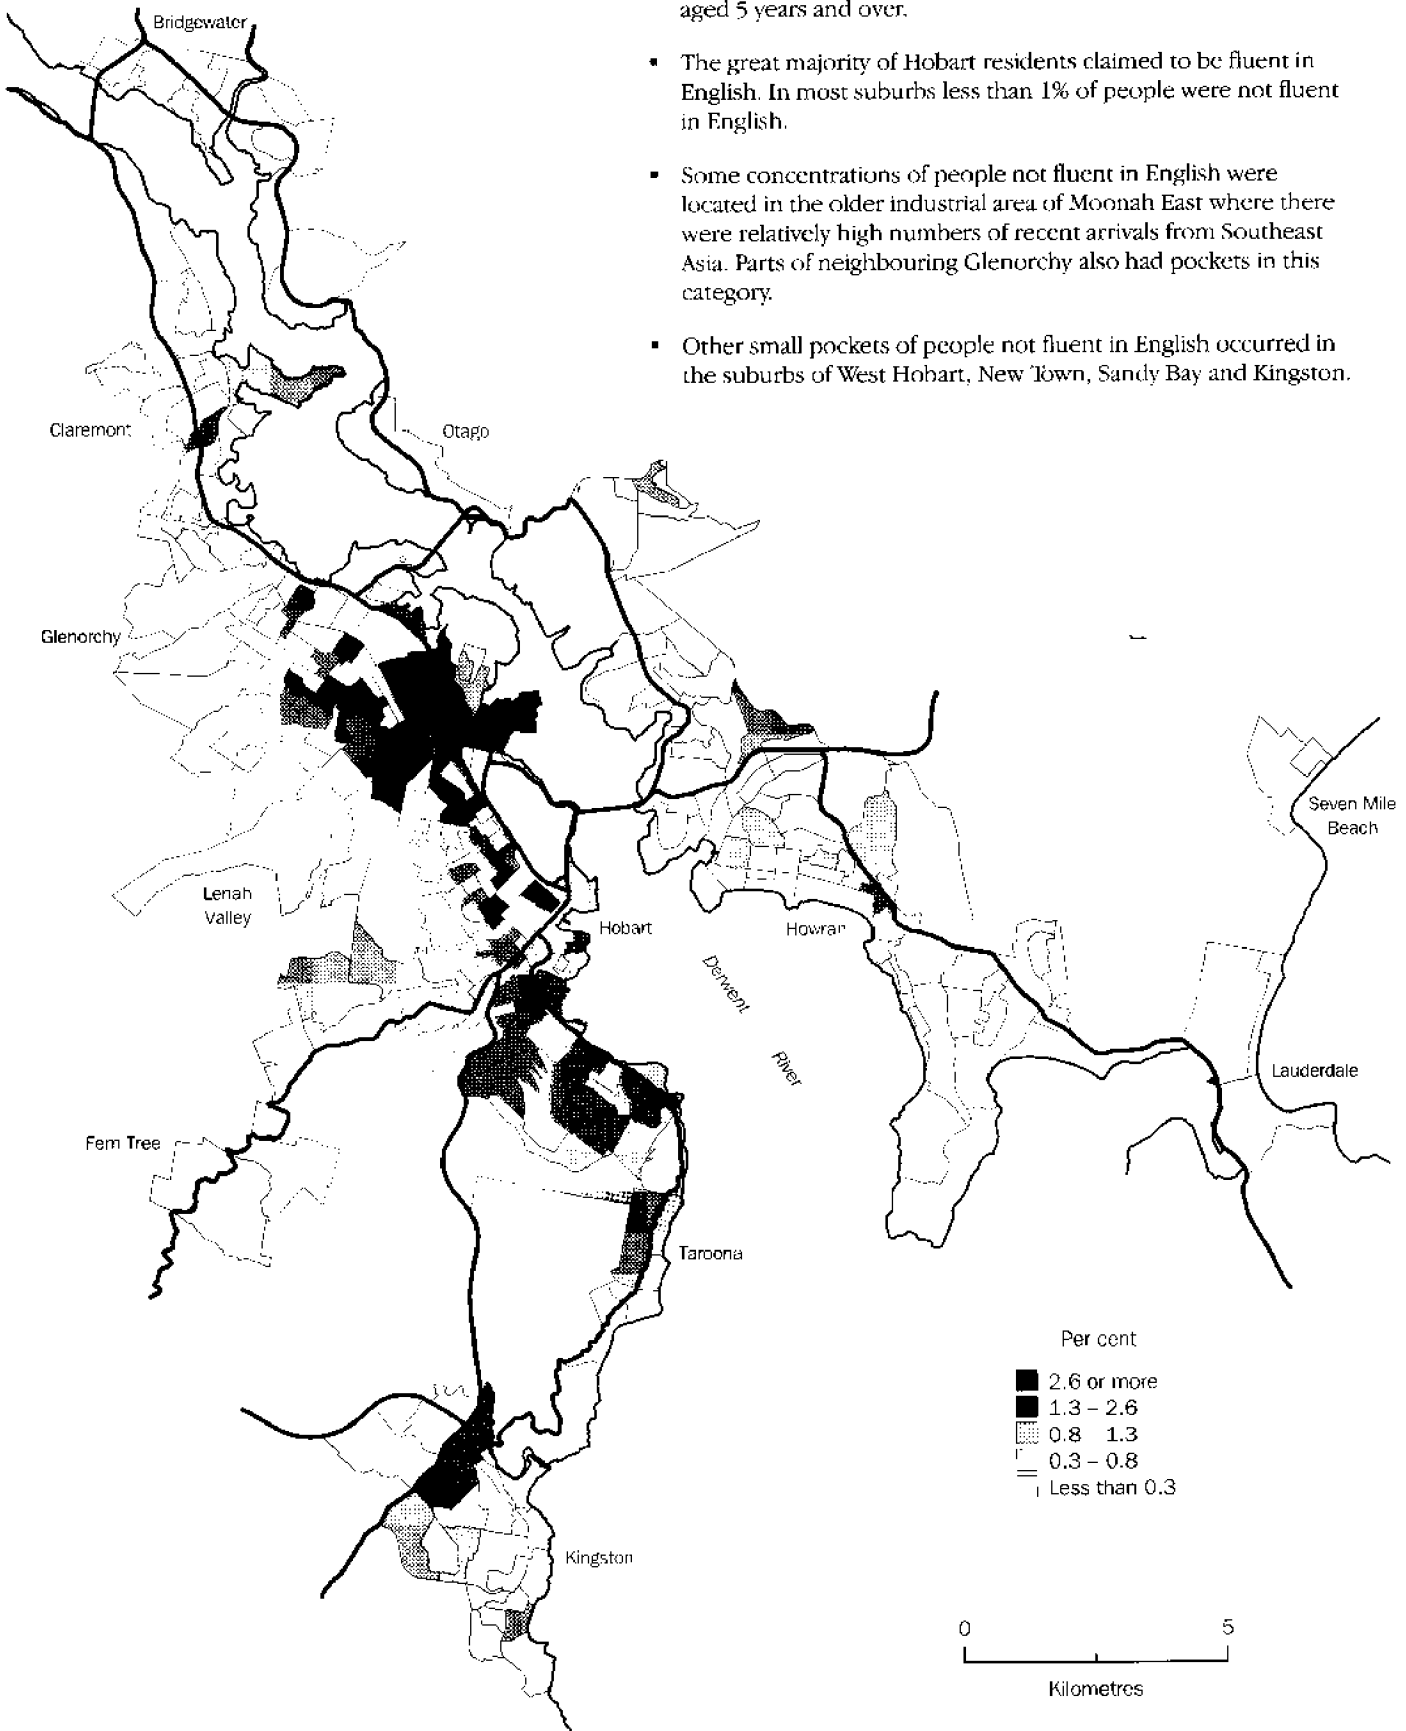 aged 5 years and over.
▪ The great majority of Hobart residents claimed to be fluent in
English. In most suburbs less than 1% of people were not fluent
in English.
▪ Some concentrations of people not fluent in English were
located in the older industrial area of Moonah East where there
were relatively high numbers of recent arrivals from Southeast
Asia. Parts of neighbouring Glenorchy also had pockets in this
category.
▪ Other small pockets of people not fluent in English occurred in
the suburbs of West Hobart, New Town, Sandy Bay and Kingston.
Bridgewater
Claremont
Otago
Glenorchy
Seven Mile
Beach
Lenah
Valley
Hobart
Howrah
Derwent
River
Lauderdale
Fern Tree
Taroona
Per cent
2.6 or more
1.3 – 2.6
0.8 1.3
0.3 – 0.8
Less than 0.3
Kingston
0 5
Kilometres